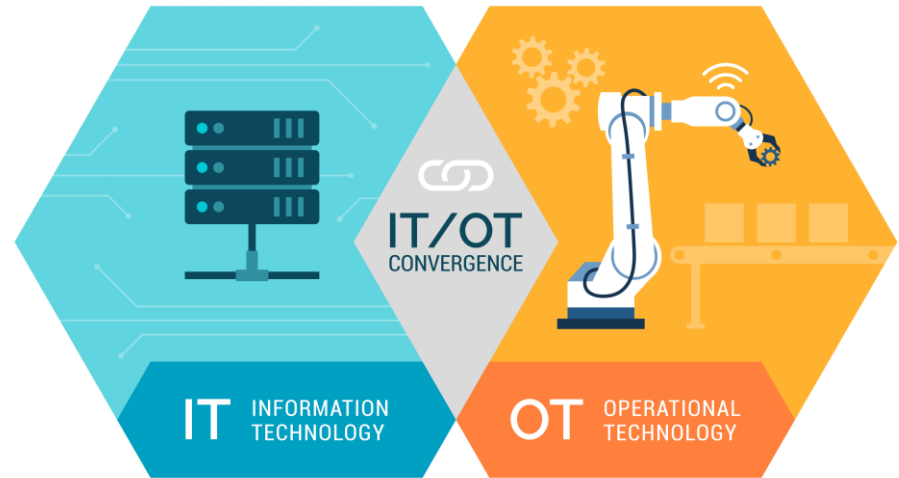 IT/OT
CONVERGENCE
IT
INFORMATION
TECHNOLOGY
OT
OPERATIONAL
TECHNOLOGY